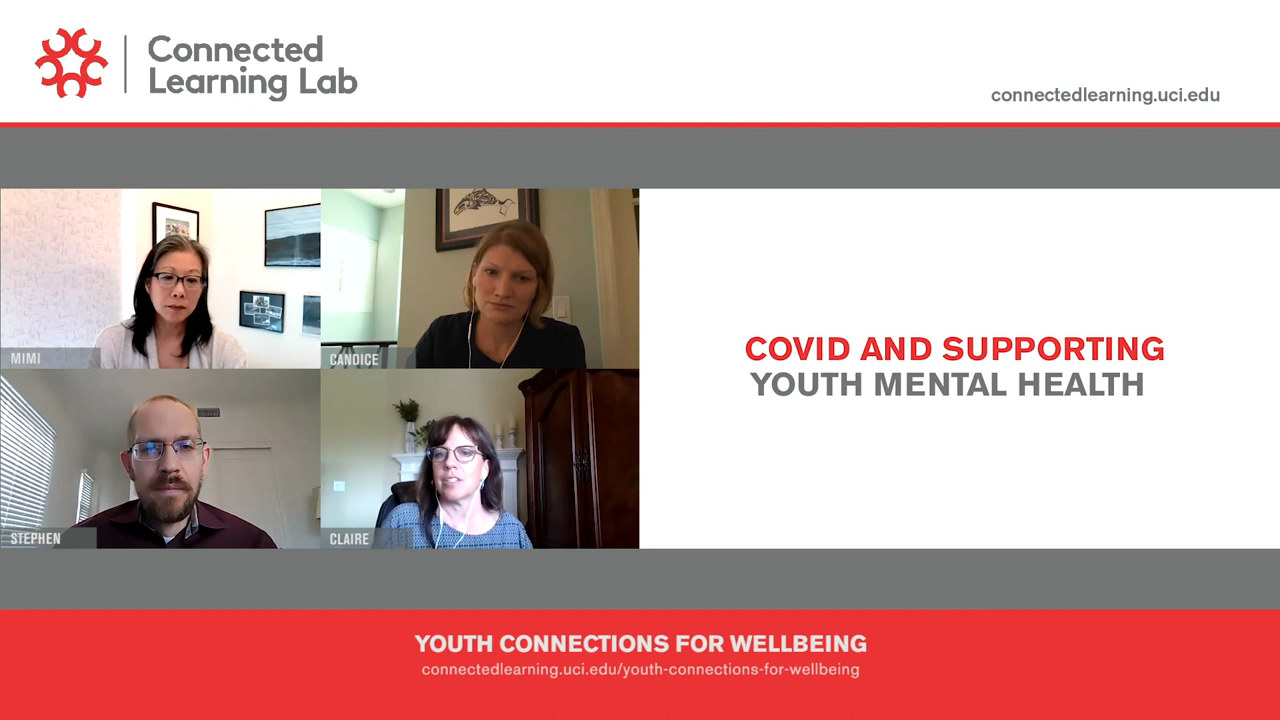 Connected
Learning Lab
connectedlearning.uci.edu
MIMI
CANDICE
STEPHEN
CLAIRE
COVID AND SUPPORTING
YOUTH MENTAL HEALTH
YOUTH CONNECTIONS FOR WELLBEING
connectedlearning.uci.edu/youth-connections-for-wellbeing